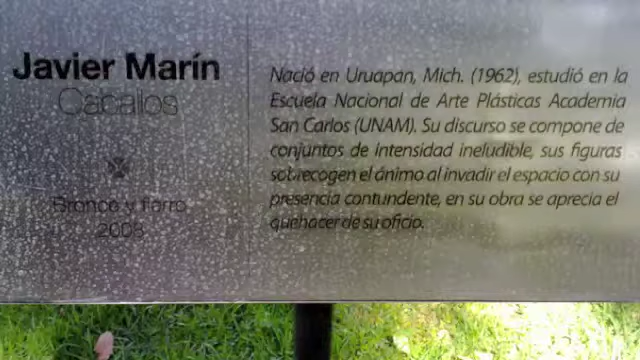 Javier Marín
Cacallos
Bronce y fierro
2008
Nació en Uruapan, Mich. (1962), estudió en la
Escuela Nacional de Arte Plásticas Academia
San Carlos (UNAM). Su discurso se compone de
conjuntos de intensidad ineludible, sus figuras
sobrecogen el ánimo al invadir el espacio con su
presencia contundente, en su obra se aprecia el
quehacer de su oficio.